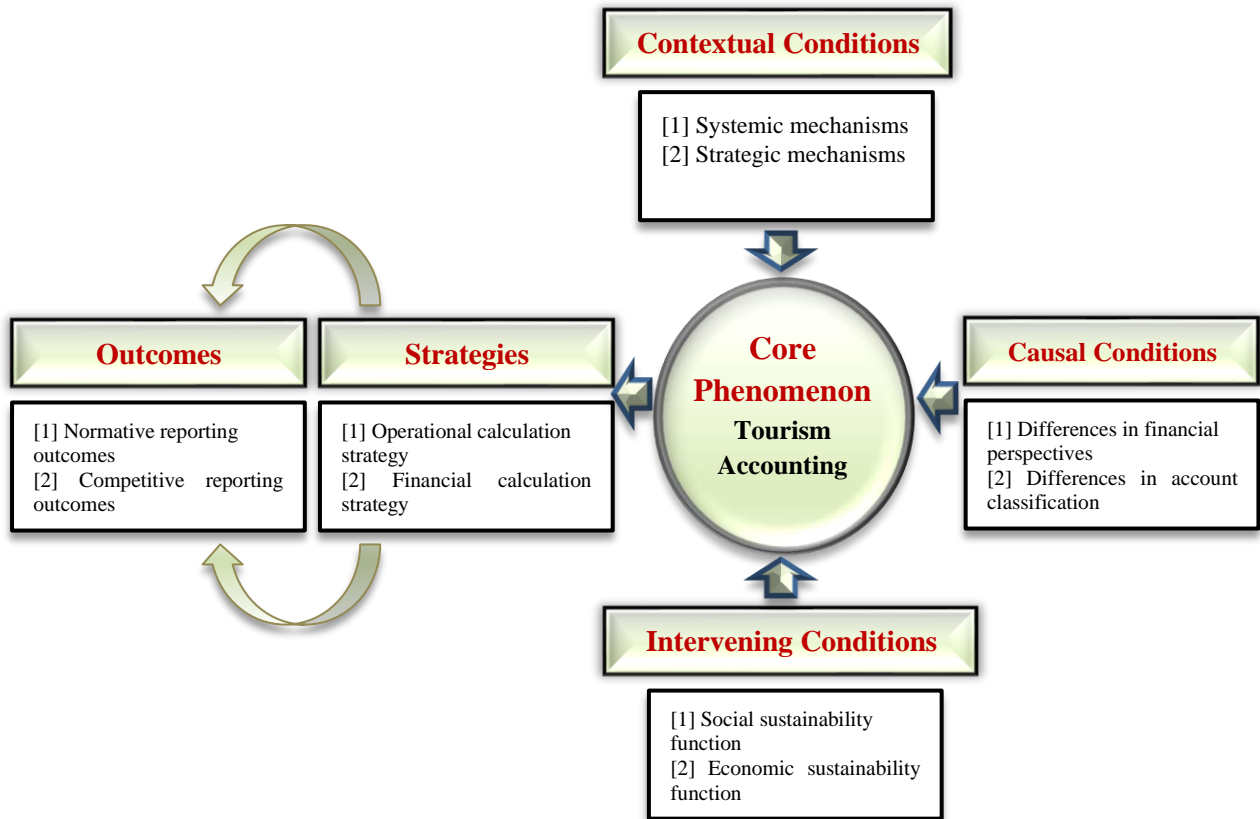 Contextual Conditions
[1] Systemic mechanisms
[2] Strategic mechanisms
Outcomes
[1] Normative reporting
outcomes
[2] Competitive reporting
outcomes
Strategies
[1] Operational calculation
strategy
[2] Financial calculation
strategy
Core
Phenomenon
Tourism
Accounting
Causal Conditions
[1] Differences in financial
perspectives
[2] Differences in account
classification
Intervening Conditions
[1] Social sustainability
function
[2] Economic sustainability
function